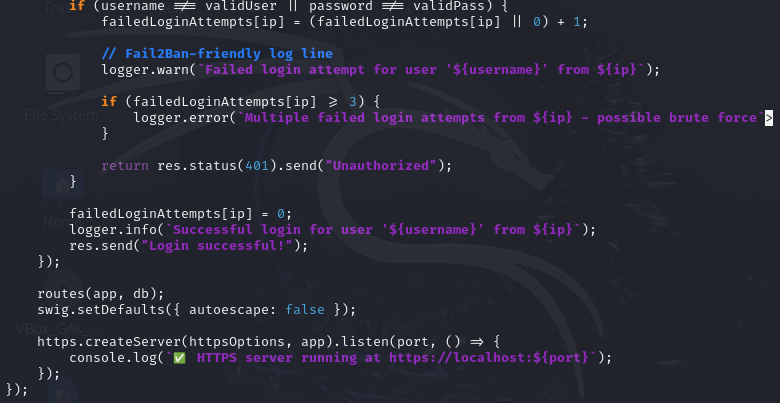 if (username !== validUser || password !== validPass) {
failedLoginAttempts[ip] = (failedLoginAttempts[ip] || 0) + 1;
// Fail2Ban-friendly log line
logger.warn(`Failed login attempt for user '${username}' from ${ip}`);
if (failedLoginAttempts[ip] >= 3) {
logger.error(`Multiple failed login attempts from ${ip} - possible brute force`>
}
return res.status(401).send("Unauthorized");
}
failedLoginAttempts[ip] = 0;
logger.info(`Successful login for user '${username}' from ${ip}`);
res.send("Login successful!");
});
routes(app, db);
swig.setDefaults({ autoescape: false });
https.createServer(httpsOptions, app).listen(port, () => {
console.log(`✅ HTTPS server running at https://localhost:${port}`);
});
});
File System
Home
VBox_GAs_...